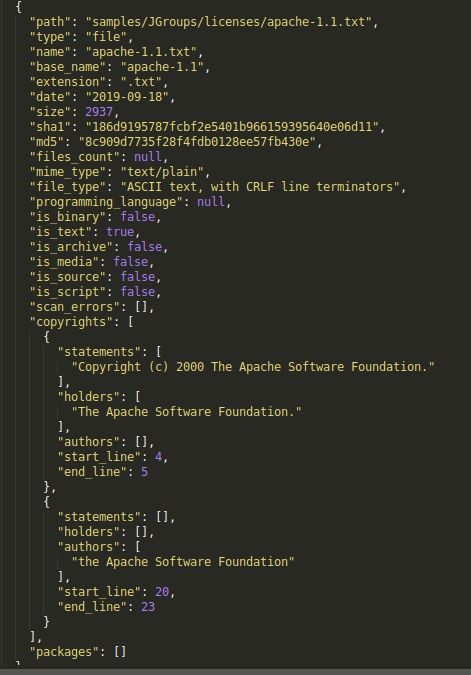 {
"path": "samples/JGroups/licenses/apache-1.1.txt",
"type": "file",
"name": "apache-1.1.txt",
"base_name": "apache-1.1",
"extension": ".txt",
"date": "2019-09-18",
"size": 2937,
"sha1": "186d9195787fcbf2e5401b966159395640e06d11",
"md5": "8c909d7735f28f4fdb0128ee57fb430e",
"files_count": null,
"mime_type": "text/plain",
"file_type": "ASCII text, with CRLF line terminators",
"programming_language": null,
"is_binary": false,
"is_text": true,
"is_archive": false,
"is_media": false,
"is_source": false,
"is_script": false,
"scan_errors": [],
"copyrights": [
{
"statements": [
"Copyright (c) 2000 The Apache Software Foundation."
],
"holders": [
"The Apache Software Foundation."
],
"authors": [],
"start_line": 4,
"end_line": 5
},
{
"statements": [],
"holders": [],
"authors": [
"the Apache Software Foundation"
],
"start_line": 20,
"end_line": 23
}
],
"packages": []
}